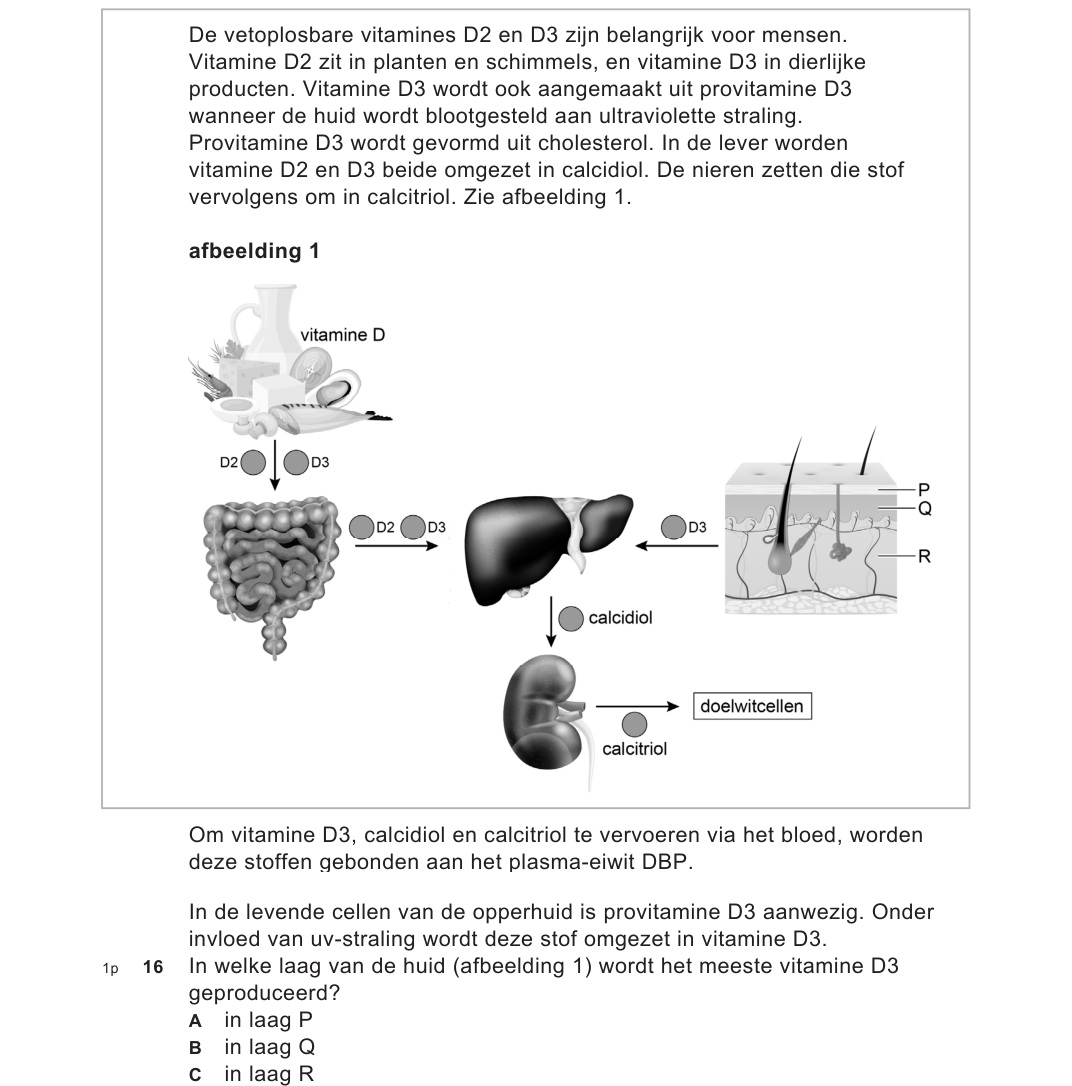 De vetoplosbare vitamines D2 en D3 zijn belangrijk voor mensen.
Vitamine D2 zit in planten en schimmels, en vitamine D3 in dierlijke
producten. Vitamine D3 wordt ook aangemaakt uit provitamine D3
wanneer de huid wordt blootgesteld aan ultraviolette straling.
Provitamine D3 wordt gevormd uit cholesterol. In de lever worden
vitamine D2 en D3 beide omgezet in calcidiol. De nieren zetten die stof
vervolgens om in calcitriol. Zie afbeelding 1.
afbeelding 1
vitamine D
D2 D3
D2 D3
D3
P
Q
R
calcidiol
doelwitcellen
calcitriol
Om vitamine D3, calcidiol en calcitriol te vervoeren via het bloed, worden
deze stoffen gebonden aan het plasma-eiwit DBP.
In de levende cellen van de opperhuid is provitamine D3 aanwezig. Onder
invloed van uv-straling wordt deze stof omgezet in vitamine D3.
1p 16 In welke laag van de huid (afbeelding 1) wordt het meeste vitamine D3
geproduceerd?
A in laag P
B in laag Q
C in laag R